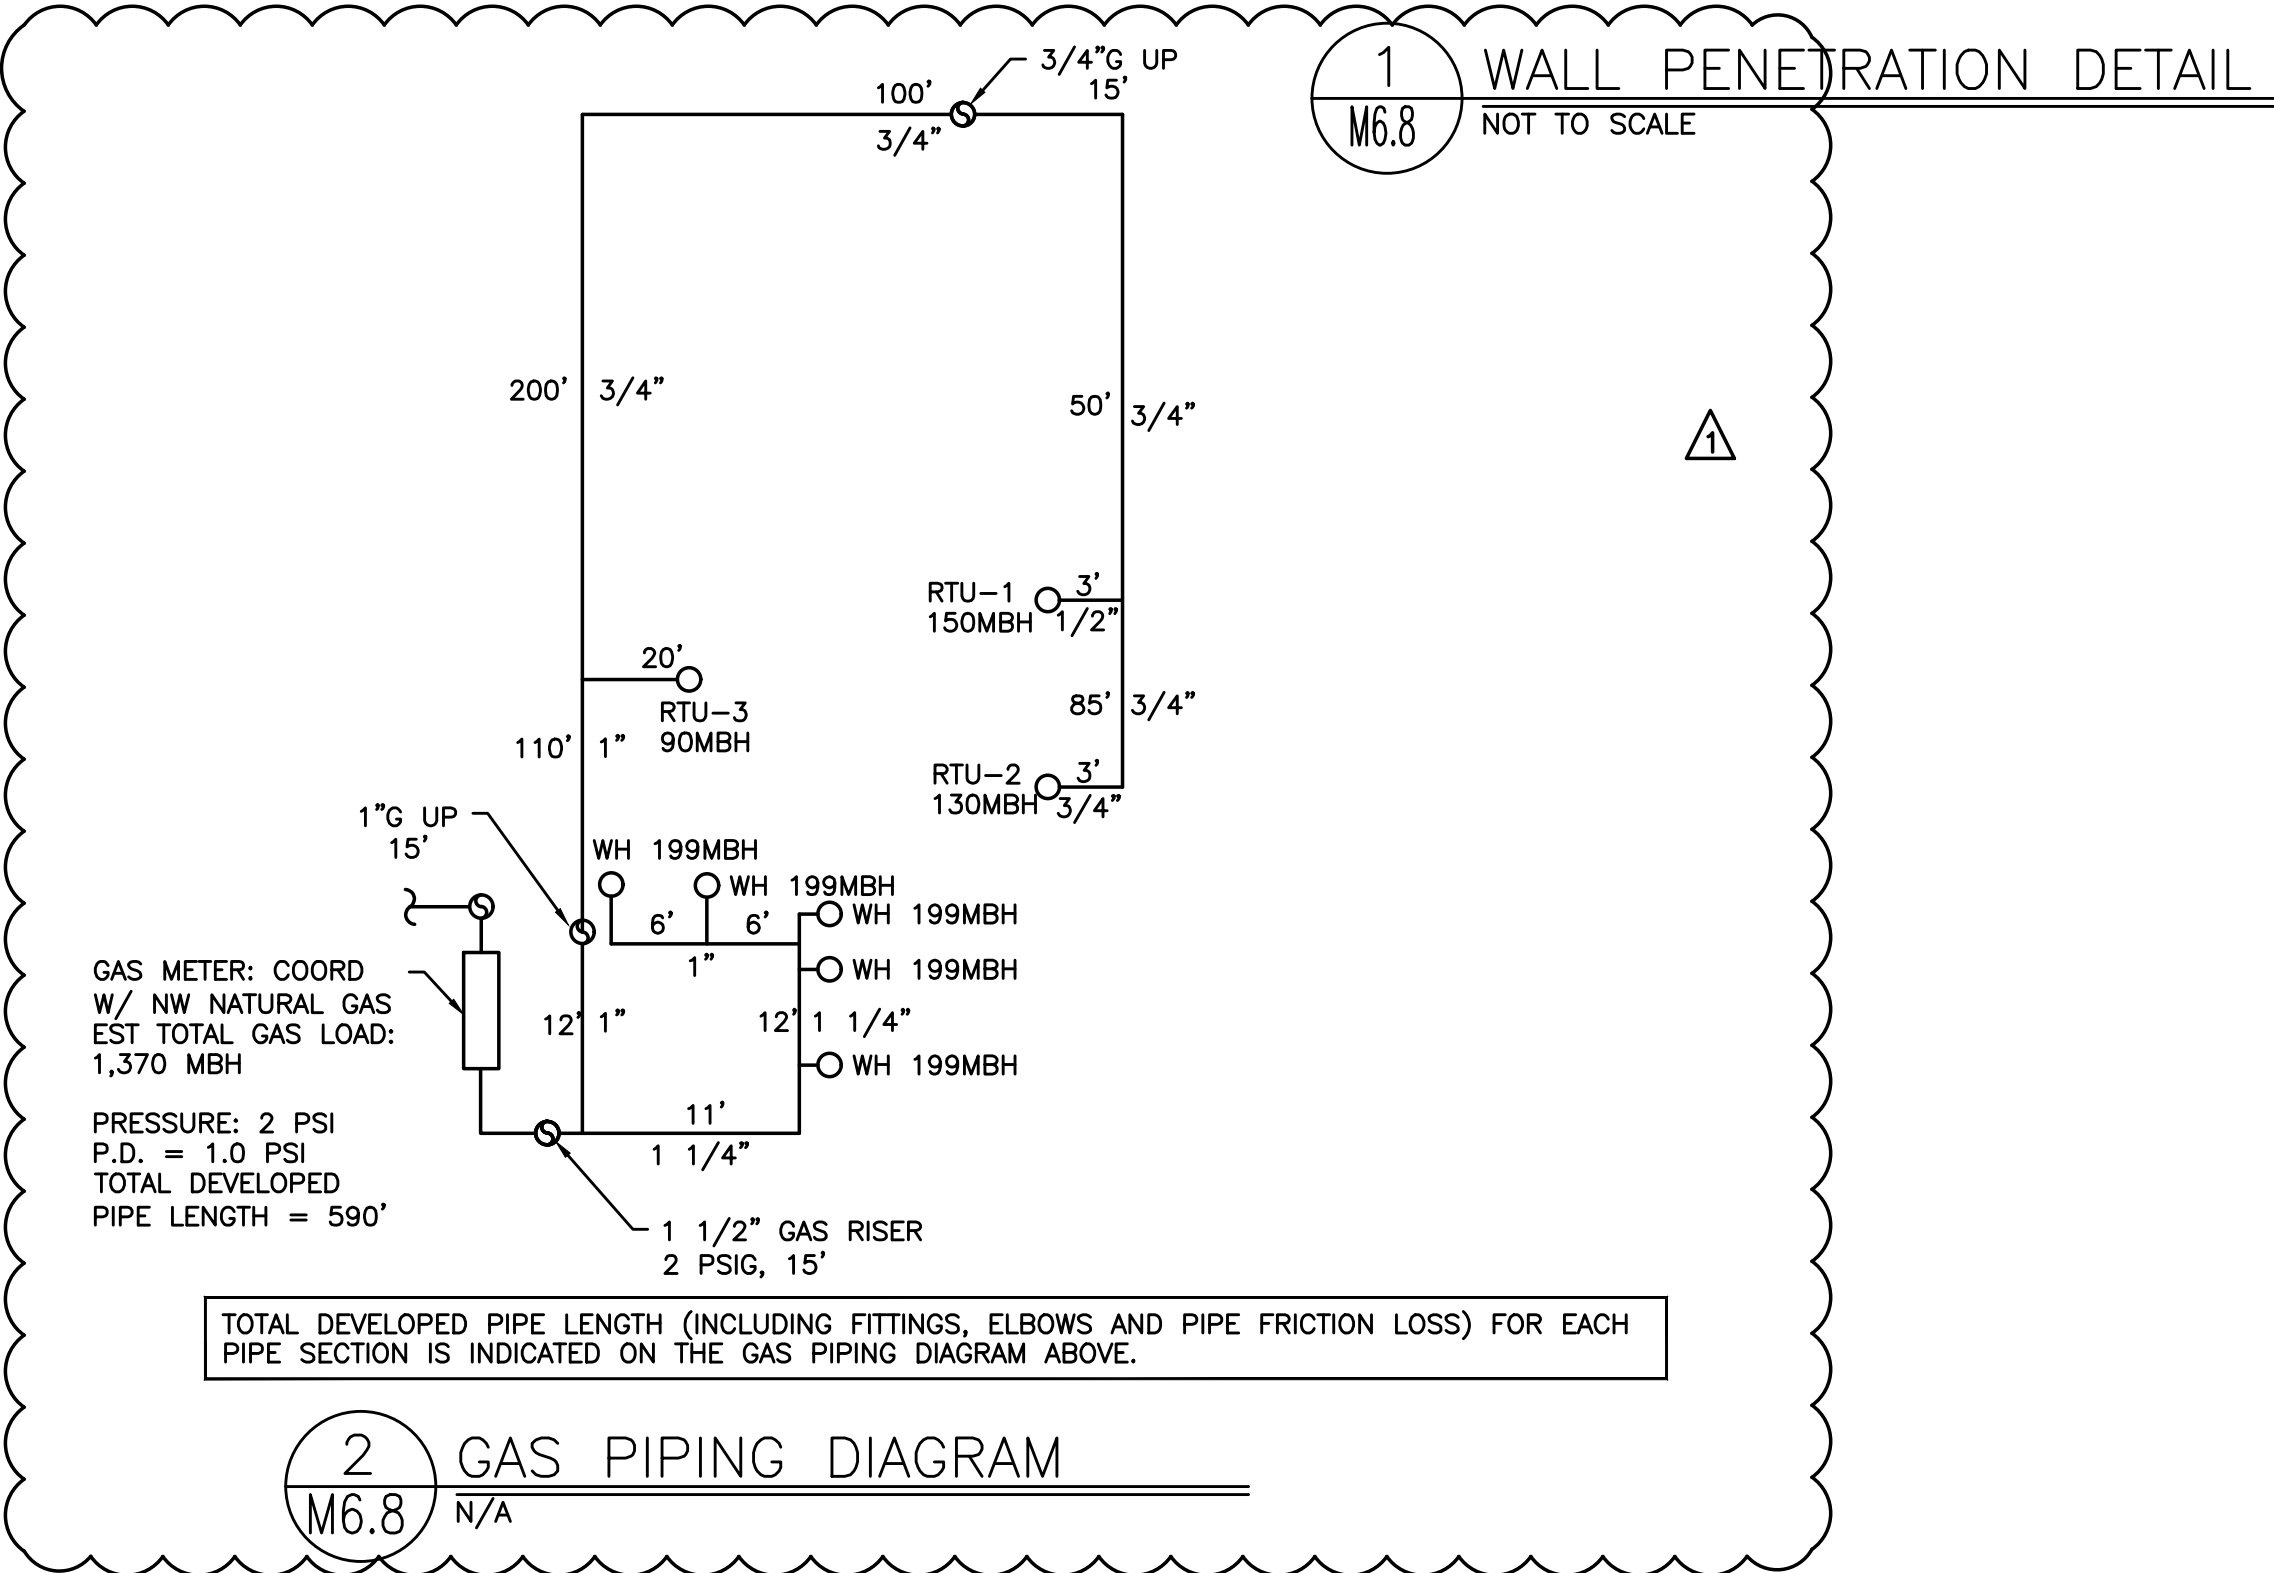 3/4"G UP
15'
100'
3/4"
1
M6.8
WALL PENETRATION DETAIL
NOT TO SCALE
200' 3/4"
50' 3/4"
1
RTU-1
150MBH
3'
1/2"
20'
RTU-3
90MBH
110' 1"
85' 3/4"
RTU-2
130MBH
3'
3/4"
1"G UP
15'
WH 199MBH
WH 199MBH
WH 199MBH
6' 6'
1"
WH 199MBH
12' 1"
12' 1 1/4"
WH 199MBH
GAS METER: COORD
W/ NW NATURAL GAS
EST TOTAL GAS LOAD:
1,370 MBH
PRESSURE: 2 PSI
P.D. = 1.0 PSI
TOTAL DEVELOPED
PIPE LENGTH = 590'
11'
1 1/4"
1 1/2" GAS RISER
2 PSIG, 15'
TOTAL DEVELOPED PIPE LENGTH (INCLUDING FITTINGS, ELBOWS AND PIPE FRICTION LOSS) FOR EACH
PIPE SECTION IS INDICATED ON THE GAS PIPING DIAGRAM ABOVE.
2
M6.8
GAS PIPING DIAGRAM
N/A